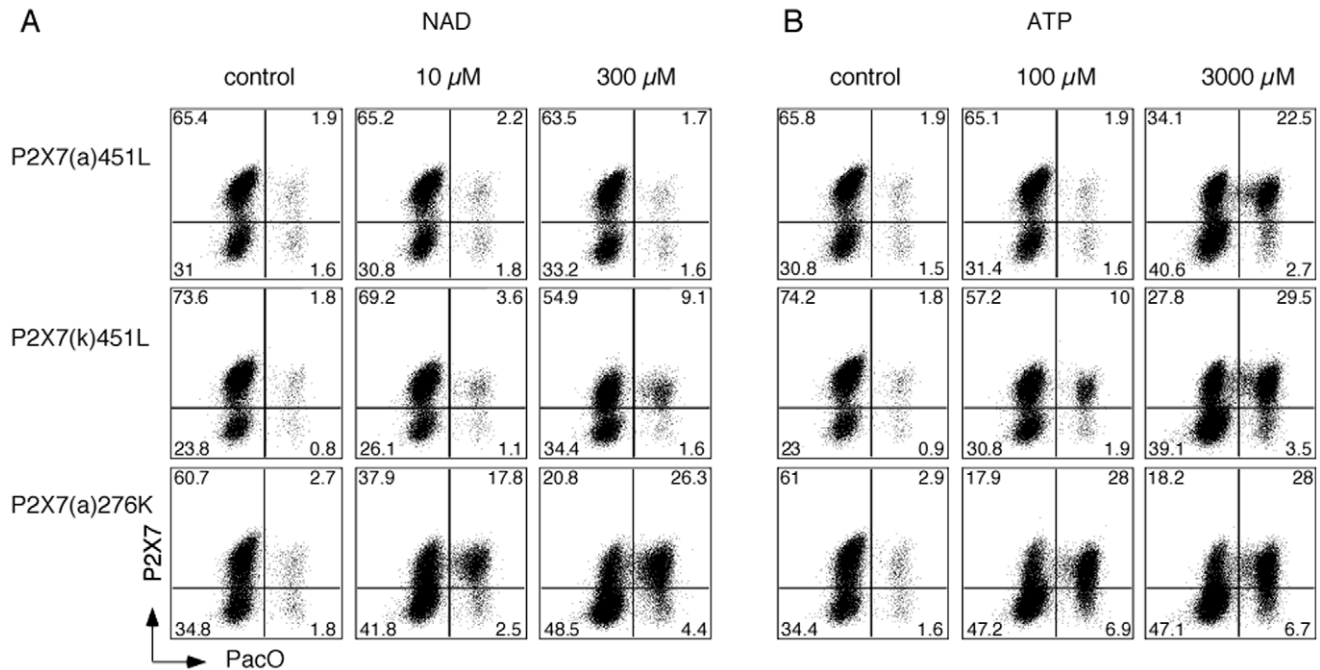 A NAD B ATP
control 10 µM 300 µM control 100 µM 3000 µM
65.4 1.9 65.2 2.2 63.5 1.7 65.8 1.9 65.1 1.9 34.1 22.5
P2X7(a)451L
31 1.6 30.8 1.8 33.2 1.6 30.8 1.5 31.4 1.6 40.6 2.7
73.6 1.8 69.2 3.6 54.9 9.1 74.2 1.8 57.2 10 27.8 29.5
P2X7(k)451L
23.8 0.8 26.1 1.1 34.4 1.6 23 0.9 30.8 1.9 39.1 3.5
60.7 2.7 37.9 17.8 20.8 26.3 61 2.9 17.9 28 18.2 28
P2X7(a)276K
P2X7
34.8 1.8 41.8 2.5 48.5 4.4 34.4 1.6 47.2 6.9 47.1 6.7
PacO